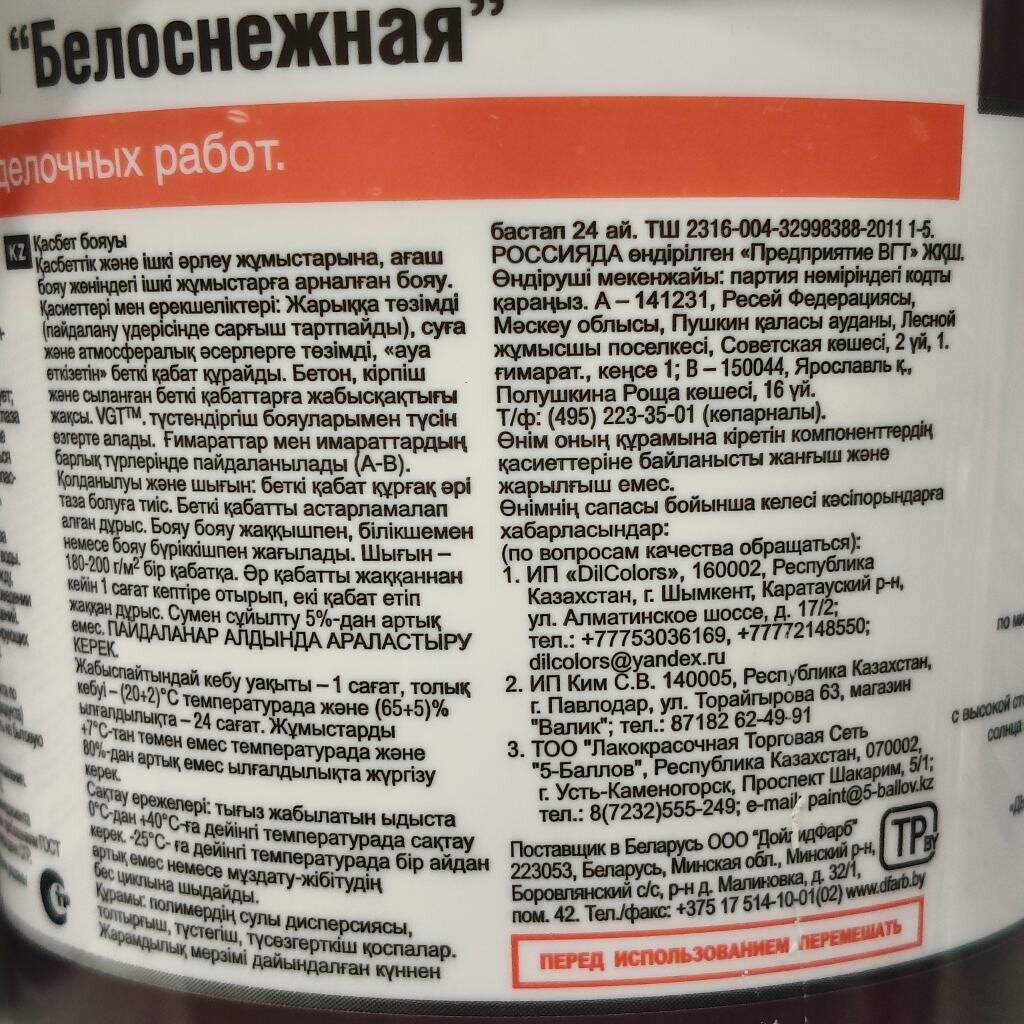 “Белоснежная”
делочных работ.
KZ
Қасбет бояуы
Қасбеттік және ішкі әрлеу жұмыстарына, ағаш
бояу жөніндегі ішкі жұмыстарға арналған бояу.
Қасиеттері мен ерекшеліктері: Жарыққа төзімді
(пайдалану үдерісінде сарғыш тартпайды), суға
және атмосфералық әсерлерге төзімді, «ауа
өткізетін» беткі қабат құрайды. Бетон, кірпіш
және сыланған беткі қабаттарға жабысқақтығы
жақсы. VGT™. түстендіргіш бояуларымен түсін
өзгерте алады. Ғимараттар мен имараттардың
барлық түрлерінде пайдаланылады (А-В).
Қолданылуы және шығын: беткі қабат құрғақ әрі
таза болуға тиіс. Беткі қабатты астарламалап
алған дұрыс. Бояу бояу жаққышпен, білікшемен
немесе бояу бүріккішпен жағылады. Шығын –
180-200 г/м² бір қабатқа. Әр қабатты жаққаннан
кейін 1 сағат кептіре отырып, екі қабат етіп
жаққан дұрыс. Сумен сұйылту 5%-дан артық
емес. ПАЙДАЛАНАР АЛДЫНДА АРАЛАСТЫРУ
КЕРЕК.
Жабыспайтындай кебу уақыты – 1 сағат, толық
кебуі – (20+2)°С температурада және (65+5)%
ылғалдылықта – 24 сағат. Жұмыстарды
+7°С-тан төмен емес температурада және
80%-дан артық емес ылғалдылықта жүргізу
керек.
Сақтау ережелері: тығыз жабылатын ыдыста
0°С-дан +40°С-ға дейінгі температурада сақтау
керек. -25°С- ға дейінгі температурада бір айдан
артық емес немесе мұздату-жібітудің
бес циклына шыдайды.
Құрамы: полимердің сулы дисперсиясы,
толтырғыш, түстегіш, түсөзгерткіш қоспалар.
Жарамдылық мерзімі дайындалған күннен
бастап 24 ай. ТШ 2316-004-32998388-2011 1-5.
РОССИЯДА өндірілген «Предприятие ВГТ» ЖҚШ.
Өндіруші мекенжайы: партия нөміріндегі кодты
қараңыз. А – 141231, Ресей Федерациясы,
Мәскеу облысы, Пушкин қаласы ауданы, Лесной
жұмысшы поселкесі, Советская көшесі, 2 үй, 1.
ғимарат., кеңсе 1; В – 150044, Ярославль қ.,
Полушкина Роща көшесі, 16 үй.
Т/ф: (495) 223-35-01 (көпарналы).
Өнім оның құрамына кіретін компоненттердің
қасиеттеріне байланысты жанғыш және
жарылғыш емес.
Өнімнің сапасы бойынша келесі кәсіпорындарға
хабарласындар:
(по вопросам качества обращаться):
1. ИП «DilColors», 160002, Республика
Казахстан, г. Шымкент, Каратауский р-н,
ул. Алматинское шоссе, д. 17/2;
тел.: +77753036169, +77772148550;
dilcolors@yandex.ru
2. ИП Ким С.В. 140005, Республика Казахстан,
г. Павлодар, ул. Торайгырова 63, магазин
"Валик"; тел.: 87182 62-49-91
3. ТОО "Лакокрасочная Торговая Сеть
"5-Баллов", Республика Казахстан, 070002,
г. Усть-Каменогорск, Проспект Шакарим, 5/1;
тел.: 8(7232)555-249; e-mail: paint@5-ballov.kz
Поставщик в Беларусь ООО "ДойлидФарб"
223053, Беларусь, Минская обл., Минский р-н,
Боровлянский с/с, р-н д. Малиновка, д. 32/1,
пом. 42. Тел./факс: +375 17 514-10-01(02) www.dfarb.by
ТР BY
ПЕРЕД ИСПОЛЬЗОВАНИЕМ ПЕРЕМЕШАТЬ
с высокой
солнца